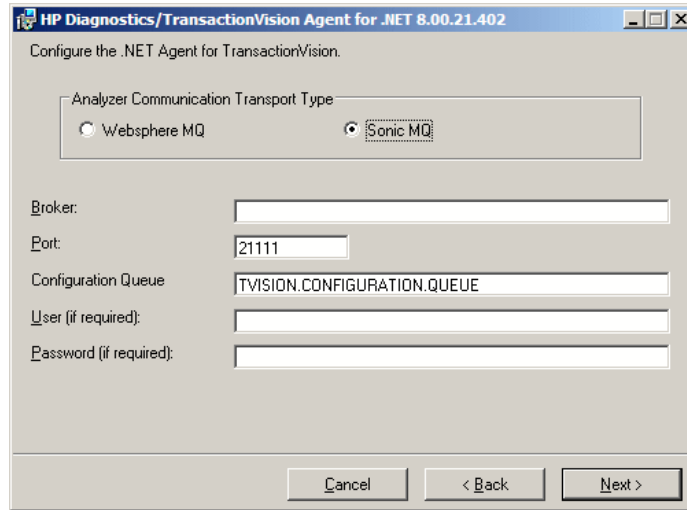 HP Diagnostics/TransactionVision Agent for .NET 8.00.21.402
Configure the .NET Agent for TransactionVision.
Analyzer Communication Transport Type
Websphere MQ
Sonic MQ
Broker:
Port:
21111
Configuration Queue
TVISION.CONFIGURATION.QUEUE
User (if required):
Password (if required):
Cancel
< Back
Next >